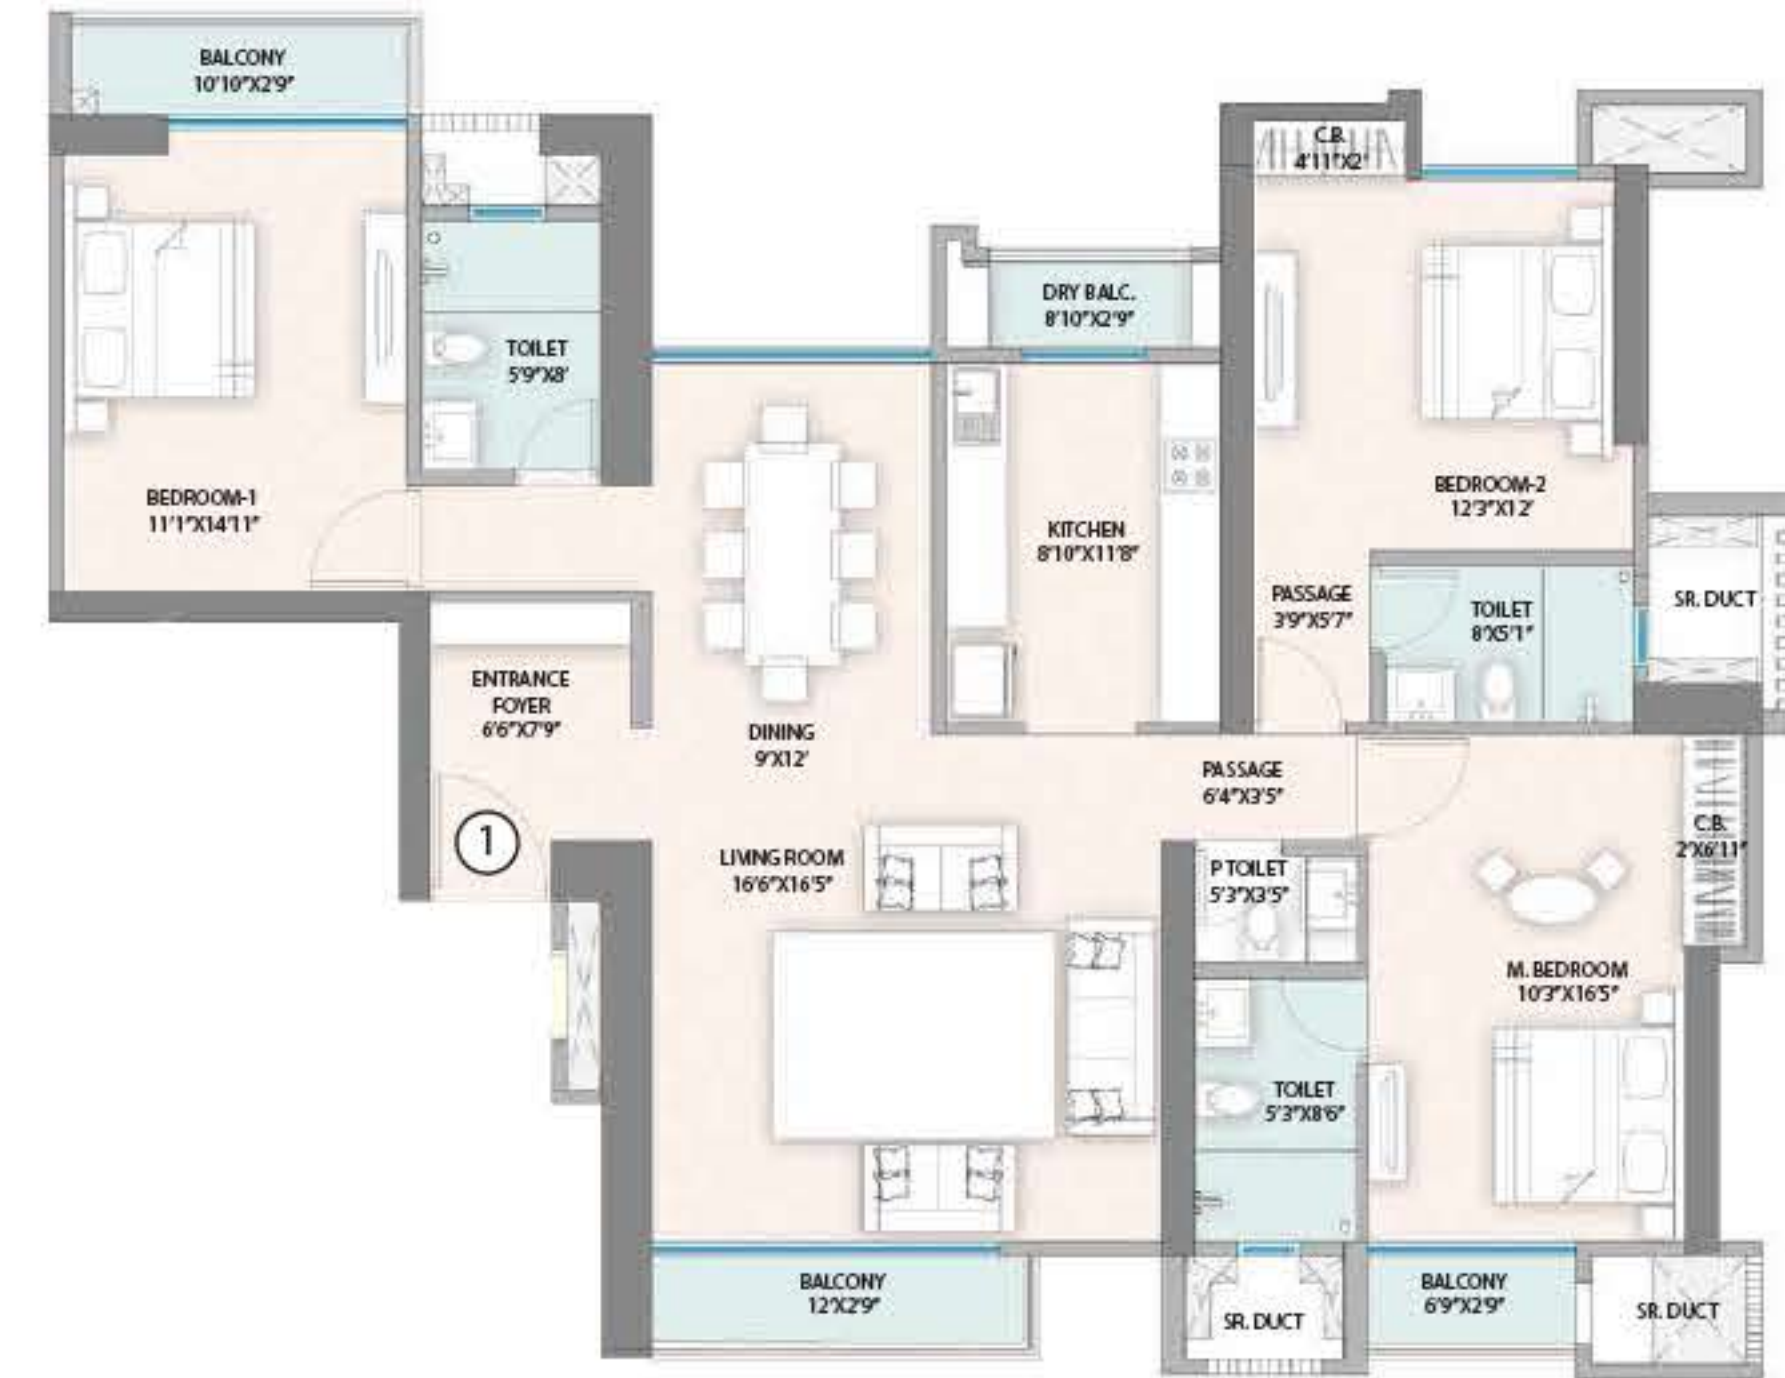 BALCONY
10'10"X2'9"
C.B.
4'11"X2'
DRY BALC.
8'10"X2'9"
TOILET
5'9"X8'
BEDROOM-1
11'1"X14'11"
BEDROOM-2
12'3"X12'
KITCHEN
8'10"X11'8"
PASSAGE
3'9"X5'7"
TOILET
8'X5'1"
SR. DUCT
ENTRANCE
FOYER
6'6"X7'9"
DINING
9'X12'
PASSAGE
6'4"X3'5"
1
LIVING ROOM
16'6"X16'5"
P TOILET
5'3"X3'5"
C.B.
2'X6'11"
M. BEDROOM
10'3"X16'5"
TOILET
5'3"X8'6"
BALCONY
12'X2'9"
SR. DUCT
BALCONY
6'9"X2'9"
SR. DUCT